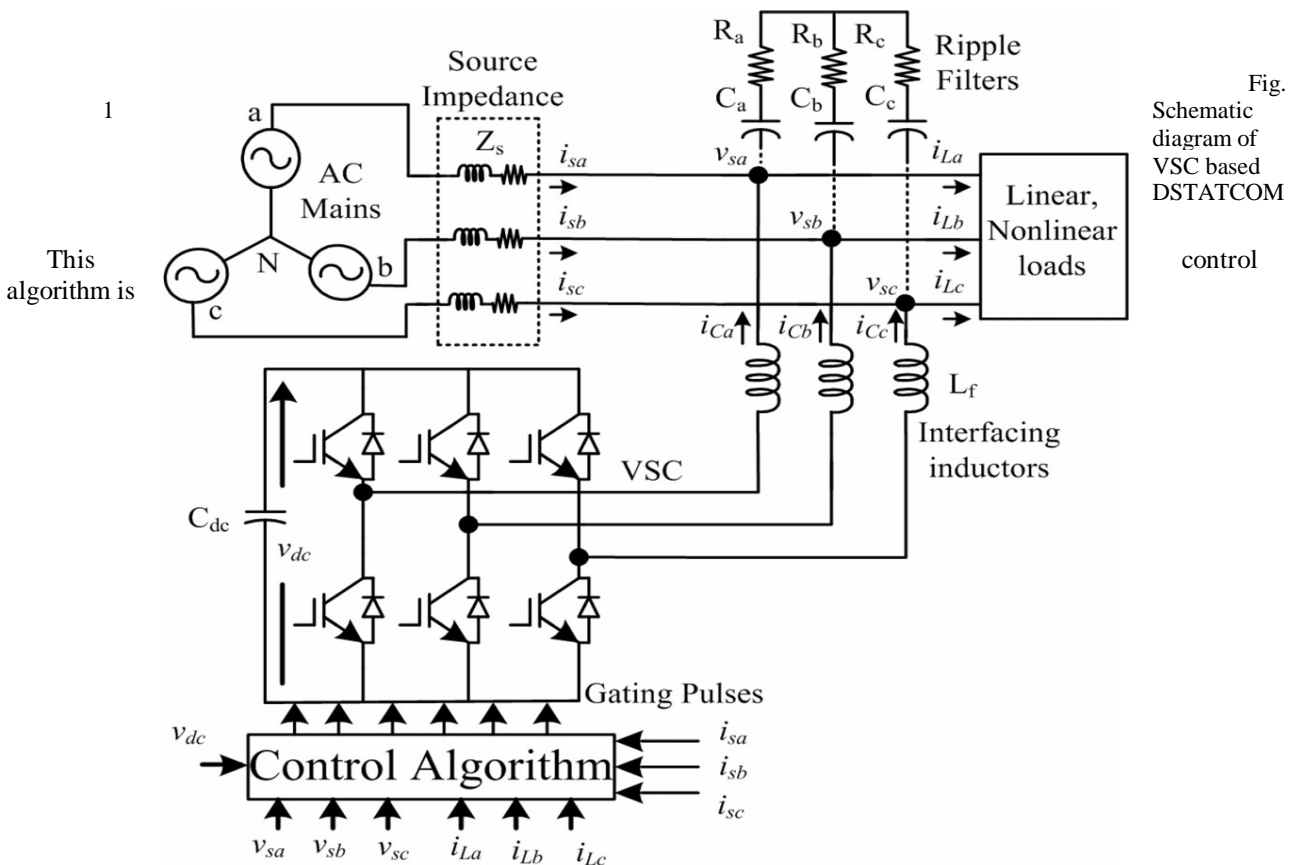 R_a
R_b
R_c
Ripple
Filters
Source
Impedance
C_a
C_b
C_c
Fig.
1
Schematic
diagram of
VSC based
DSTATCOM
a
Z_s
i_sa
v_sa
i_La
AC
Mains
i_sb
v_sb
i_Lb
Linear,
Nonlinear
loads
N
b
This
control
algorithm is
c
i_sc
v_sc
i_Lc
i_Ca
i_Cb
i_Cc
L_f
Interfacing
inductors
VSC
C_dc
v_dc
Gating Pulses
v_dc
Control Algorithm
i_sa
i_sb
i_sc
v_sa
v_sb
v_sc
i_La
i_Lb
i_Lc